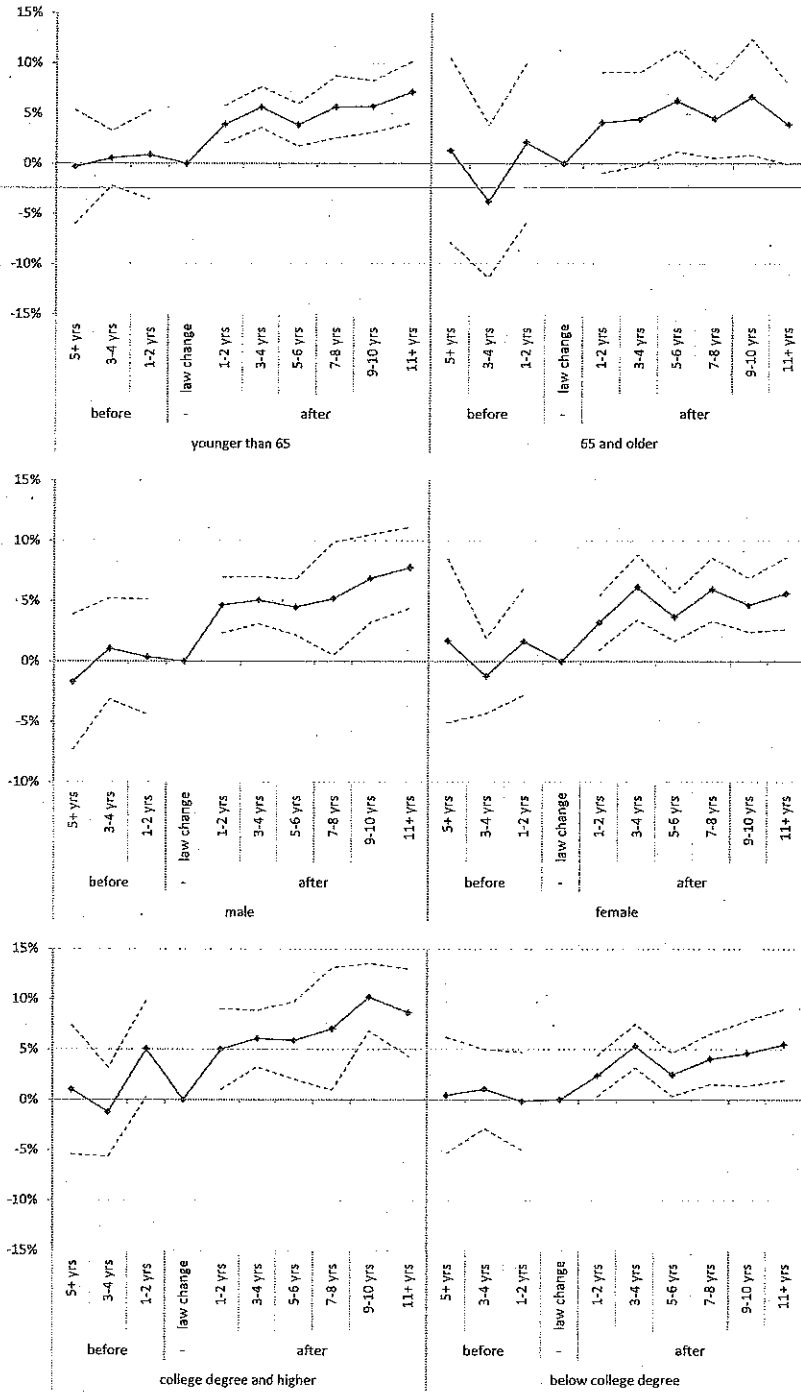 15%
10%
5%
0%
-5%
-10%
-15%
5+ yrs
3-4 yrs
1-2 yrs
law change
1-2 yrs
3-4 yrs
5-6 yrs
7-8 yrs
9-10 yrs
11+ yrs
5+ yrs
3-4 yrs
1-2 yrs
law change
1-2 yrs
3-4 yrs
5-6 yrs
7-8 yrs
9-10 yrs
11+ yrs
before - after before - after
younger than 65 65 and older
15%
10%
5%
0%
-5%
-10%
5+ yrs
3-4 yrs
1-2 yrs
law change
1-2 yrs
3-4 yrs
5-6 yrs
7-8 yrs
9-10 yrs
11+ yrs
5+ yrs
3-4 yrs
1-2 yrs
law change
1-2 yrs
3-4 yrs
5-6 yrs
7-8 yrs
9-10 yrs
11+ yrs
before - after before - after
male female
15%
10%
5%
0%
-5%
-10%
-15%
5+ yrs
3-4 yrs
1-2 yrs
law change
1-2 yrs
3-4 yrs
5-6 yrs
7-8 yrs
9-10 yrs
11+ yrs
5+ yrs
3-4 yrs
1-2 yrs
law change
1-2 yrs
3-4 yrs
5-6 yrs
7-8 yrs
9-10 yrs
11+ yrs
before - after before - after
college degree and higher below college degree